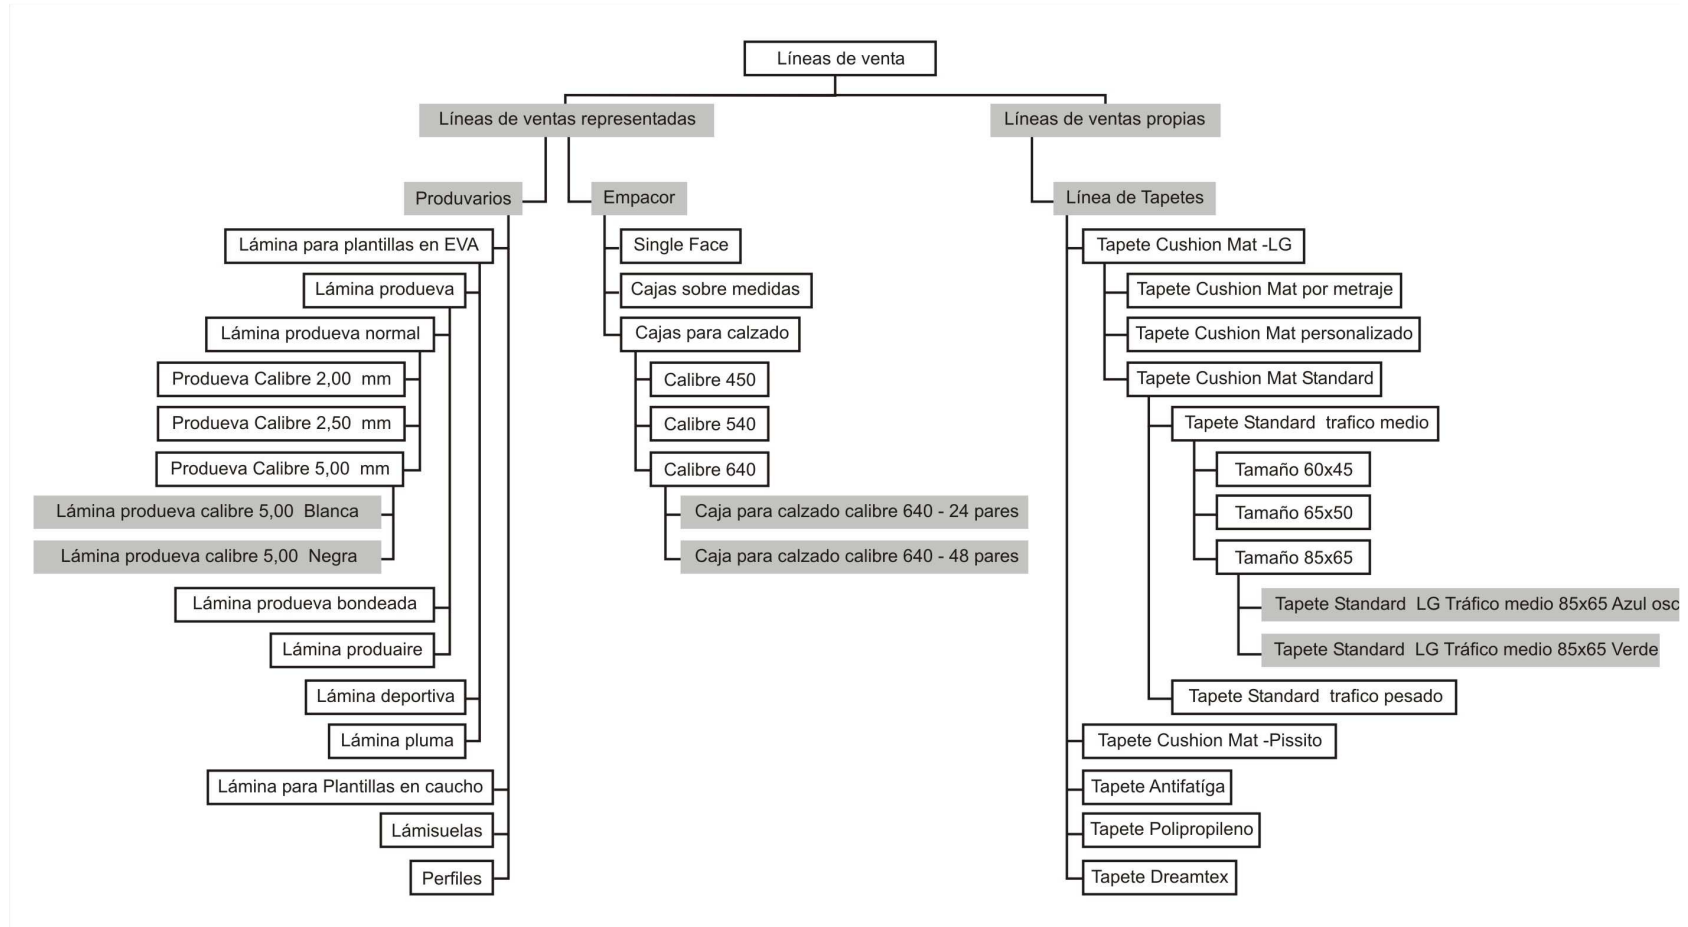 Líneas de venta
Líneas de ventas representadas
Líneas de ventas propias
Produvarios
Lámina para plantillas en EVA
Lámina produeva
Lámina produeva normal
Produeva Calibre 2,00 mm
Produeva Calibre 2,50 mm
Produeva Calibre 5,00 mm
Lámina produeva calibre 5,00 Blanca
Lámina produeva calibre 5,00 Negra
Lámina produeva bondeada
Lámina produaire
Lámina deportiva
Lámina pluma
Lámina para Plantillas en caucho
Lámisuelas
Perfiles
Empacor
Single Face
Cajas sobre medidas
Cajas para calzado
Calibre 450
Calibre 540
Calibre 640
Caja para calzado calibre 640 - 24 pares
Caja para calzado calibre 640 - 48 pares
Línea de Tapetes
Tapete Cushion Mat -LG
Tapete Cushion Mat por metraje
Tapete Cushion Mat personalizado
Tapete Cushion Mat Standard
Tapete Standard trafico medio
Tamaño 60x45
Tamaño 65x50
Tamaño 85x65
Tapete Standard LG Tráfico medio 85x65 Azul osc
Tapete Standard LG Tráfico medio 85x65 Verde
Tapete Standard trafico pesado
Tapete Cushion Mat -Pissito
Tapete Antifatíga
Tapete Polipropileno
Tapete Dreamtex